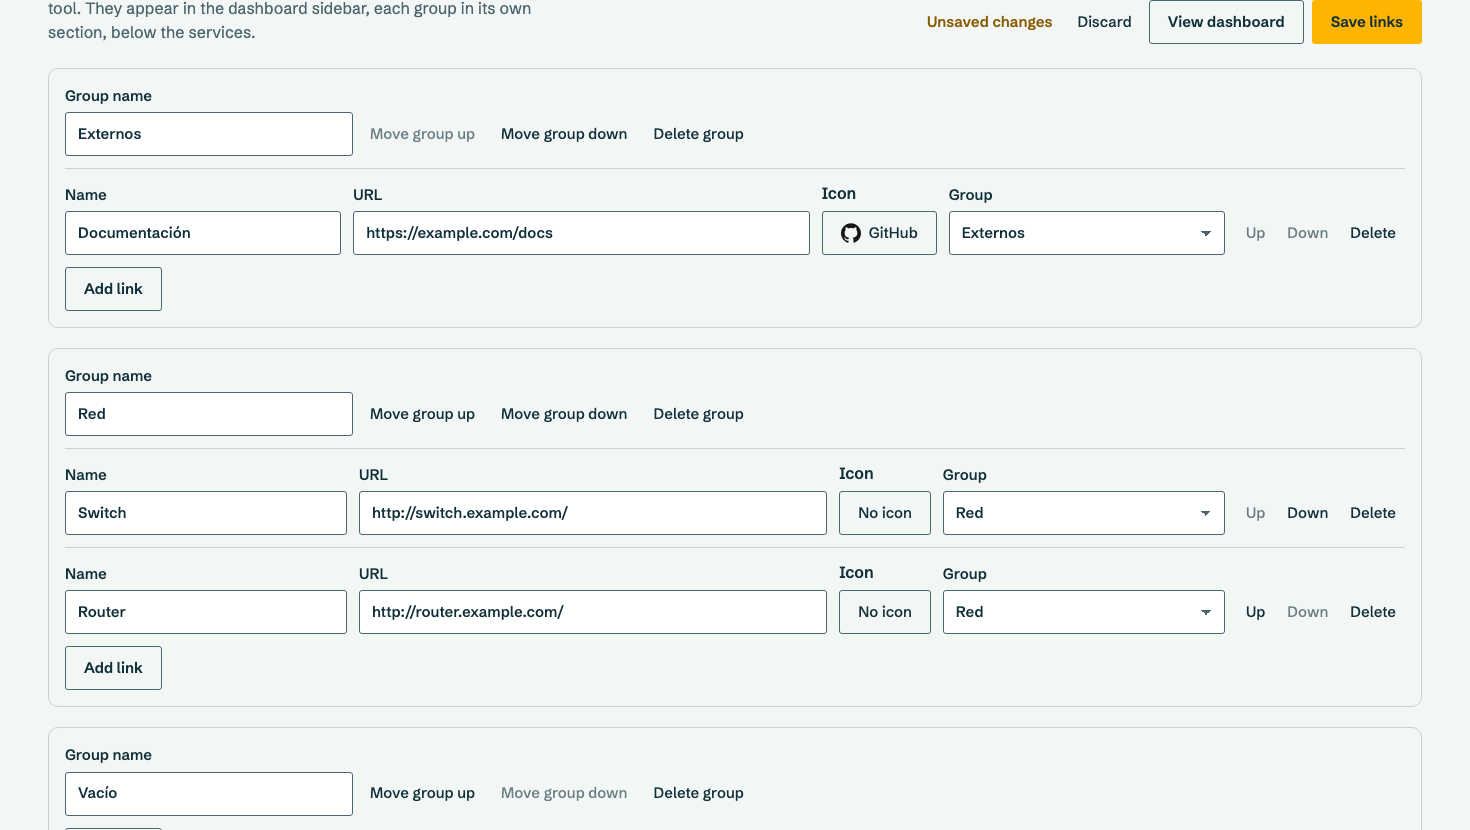 tool. They appear in the dashboard sidebar, each group in its own
section, below the services.
Unsaved changes
Discard
View dashboard
Save links
Group name
Externos
Move group up
Move group down
Delete group
Name
URL
Icon
Group
Documentación
https://example.com/docs
GitHub
Externos
Up
Down
Delete
Add link
Group name
Red
Move group up
Move group down
Delete group
Name
URL
Icon
Group
Switch
http://switch.example.com/
No icon
Red
Up
Down
Delete
Name
URL
Icon
Group
Router
http://router.example.com/
No icon
Red
Up
Down
Delete
Add link
Group name
Vacío
Move group up
Move group down
Delete group